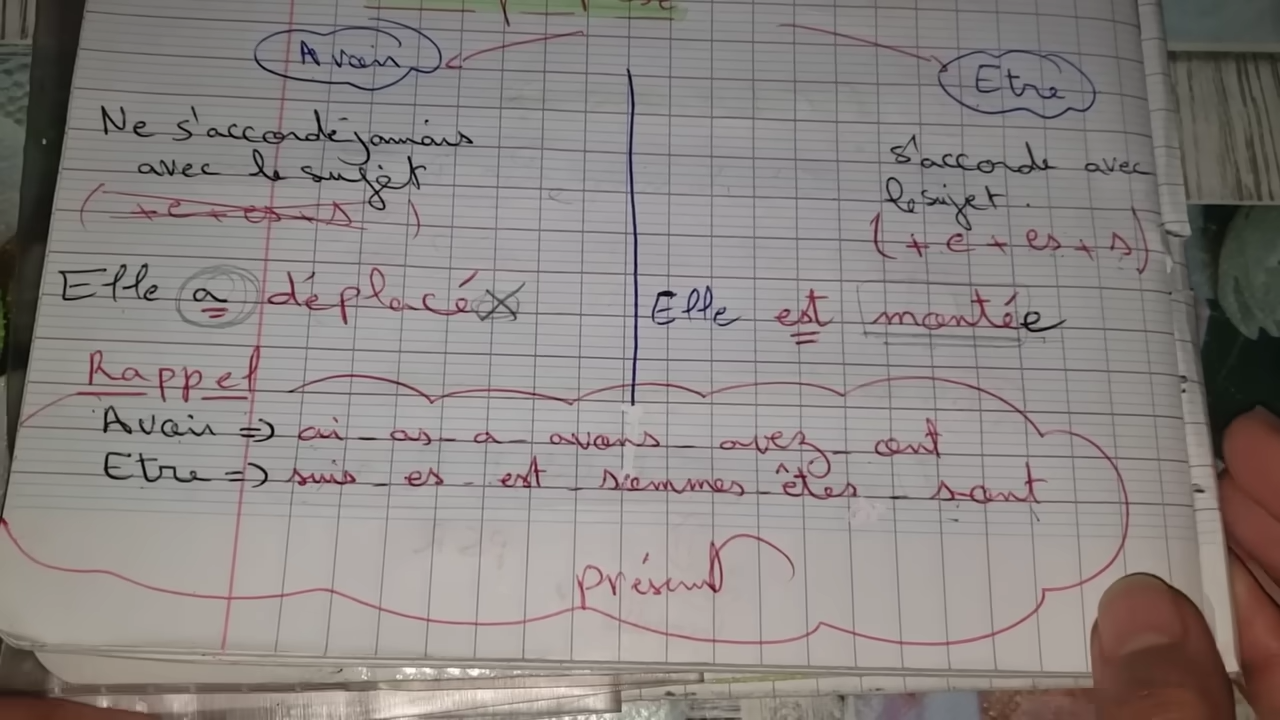 Avoir
Etre
Ne s'accorde jamais
avec le sujet
(+e+es+s)
s'accorde avec
le sujet.
(+e+es+s)
Elle a déplacé
Elle est montée
Rappel
Avoir => ai - as - a - avons - avez - ont
Etre => suis - es - est - sommes - êtes - sont
présent